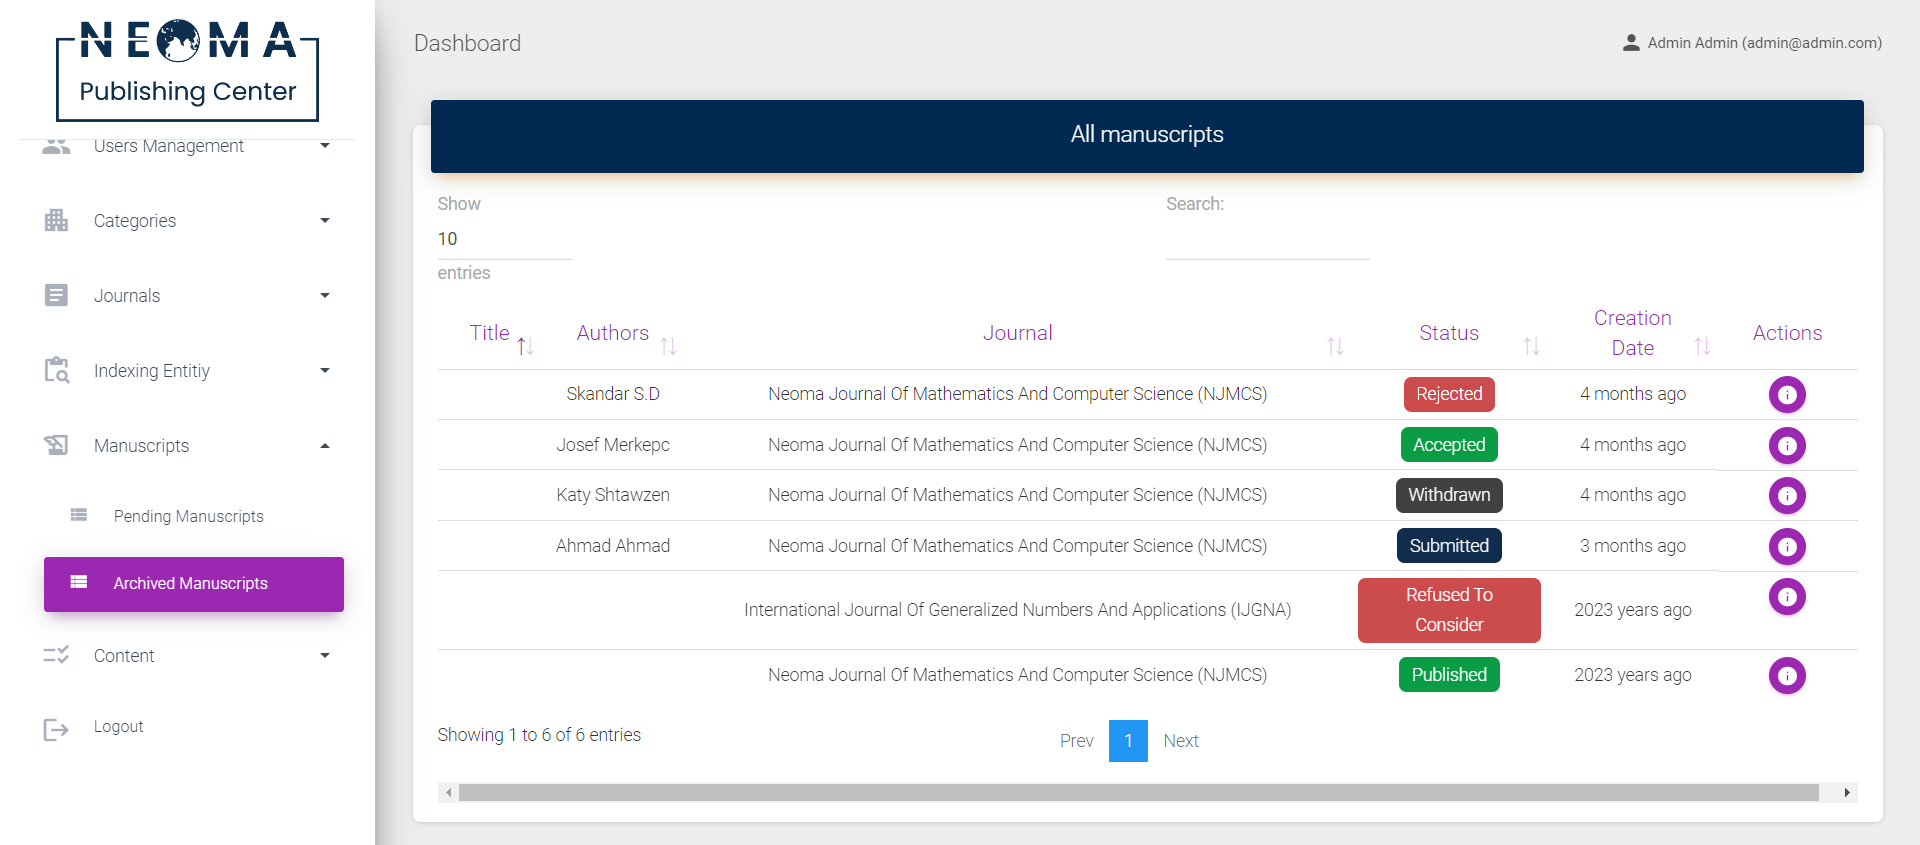 NEOMA
Publishing Center
Users Management
Categories
Journals
Indexing Entitiy
Manuscripts
Pending Manuscripts
Archived Manuscripts
Content
Logout
Dashboard
Admin Admin (admin@admin.com)
All manuscripts
Show
10
entries
Search:
Title Authors Journal Status Creation Date Actions
Skandar S.D Neoma Journal Of Mathematics And Computer Science (NJMCS) Rejected 4 months ago
Josef Merkepc Neoma Journal Of Mathematics And Computer Science (NJMCS) Accepted 4 months ago
Katy Shtawzen Neoma Journal Of Mathematics And Computer Science (NJMCS) Withdrawn 4 months ago
Ahmad Ahmad Neoma Journal Of Mathematics And Computer Science (NJMCS) Submitted 3 months ago
International Journal Of Generalized Numbers And Applications (IJGNA) Refused To Consider 2023 years ago
Neoma Journal Of Mathematics And Computer Science (NJMCS) Published 2023 years ago
Showing 1 to 6 of 6 entries
Prev 1 Next